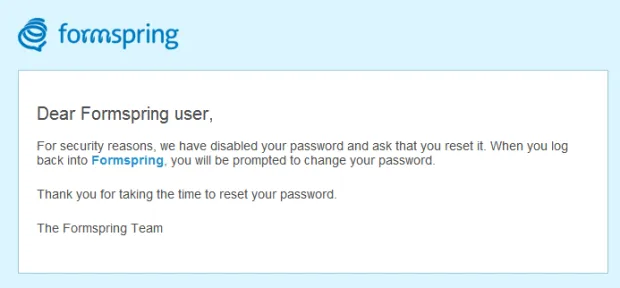 formspring
Dear Formspring user,
For security reasons, we have disabled your password and ask that you reset it. When you log
back into Formspring, you will be prompted to change your password.
Thank you for taking the time to reset your password.
The Formspring Team